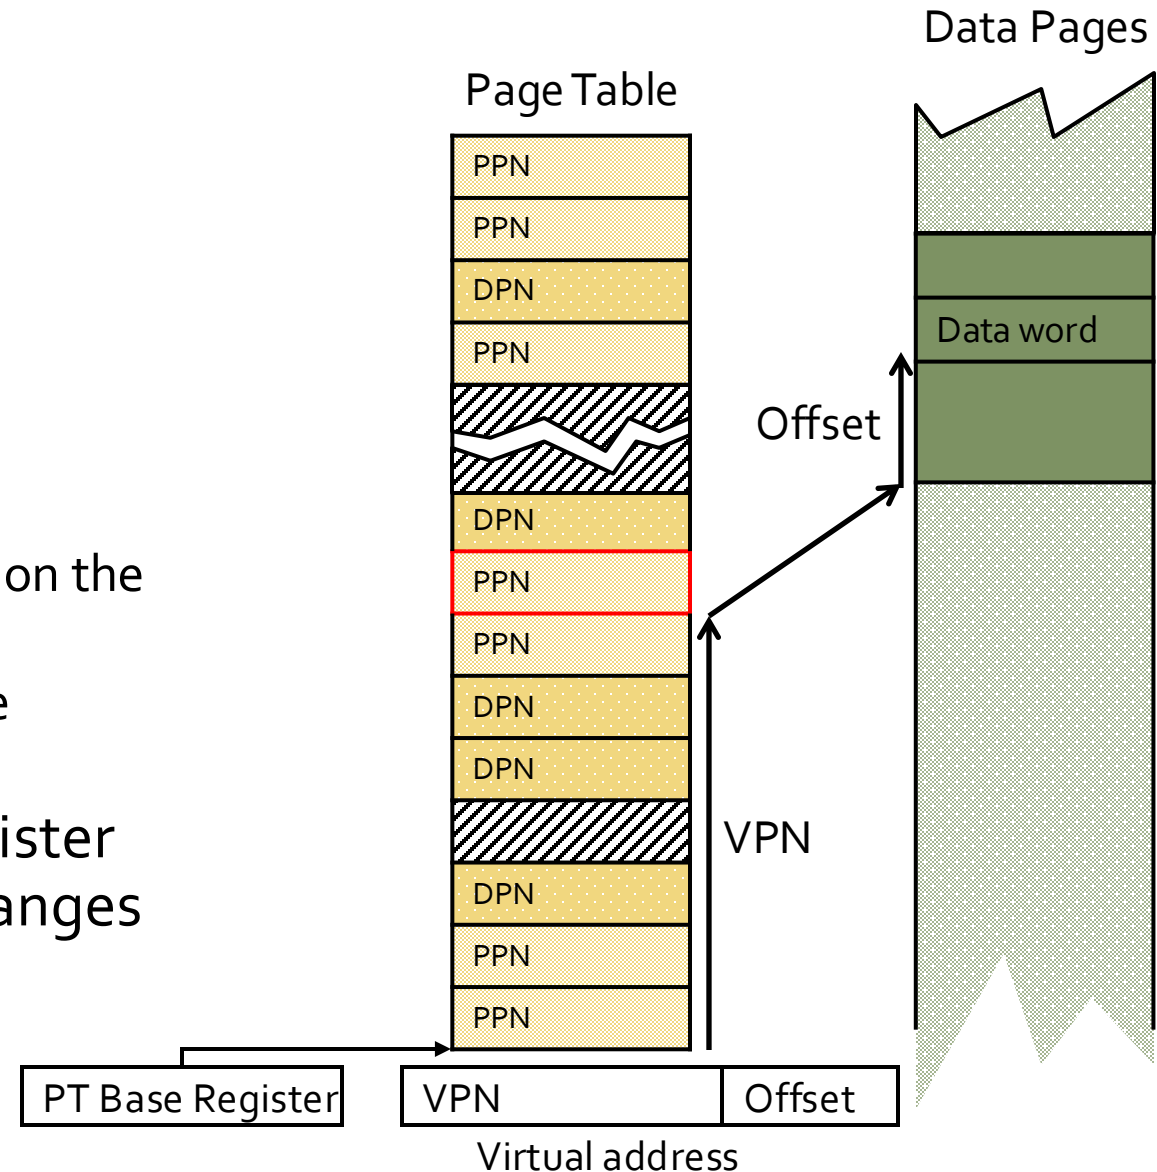 Data Pages
Page Table
PPN
PPN
DPN
PPN
Data word
Offset
DPN
on the
PPN
PPN
e
DPN
DPN
ister
VPN
anges
DPN
PPN
PPN
PT Base Register
VPN
Offset
Virtual address